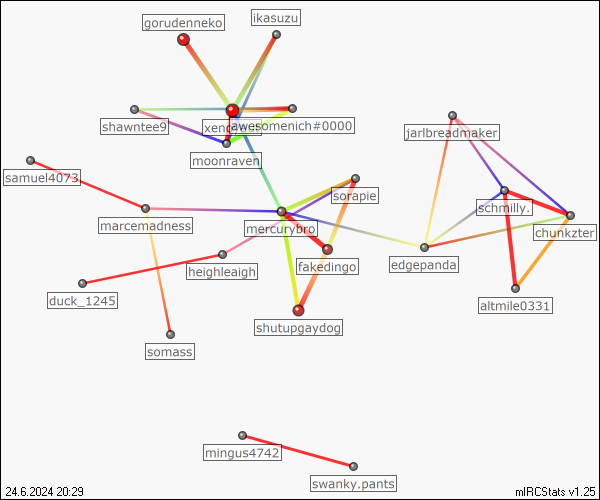 ikasuzu
gorudenneko
shawntee9
awesomenich#0000
moonraven
jarlbreadmaker
samuel4073
sorapie
schmilly.
marcemadness
mercurybro
chunkzter
heighleaigh
fakedingo
edgepanda
duck_1245
altmile0331
shutupgaydog
somass
mingus4742
swanky.pants
24.6.2024 20:29
mIRCStats v1.25